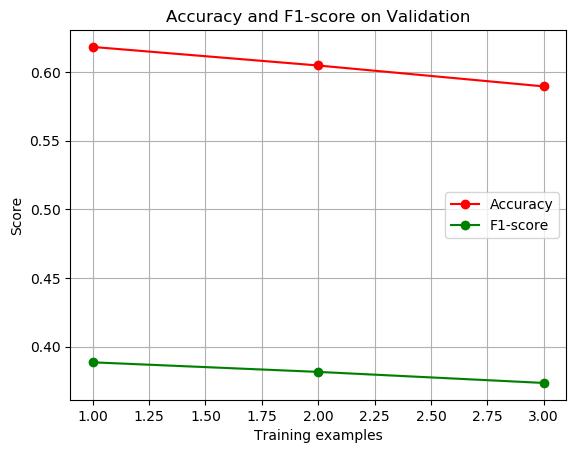 Accuracy and F1-score on Validation
0.60
0.55
0.50
0.45
0.40
Score
Accuracy
F1-score
1.00 1.25 1.50 1.75 2.00 2.25 2.50 2.75 3.00
Training examples